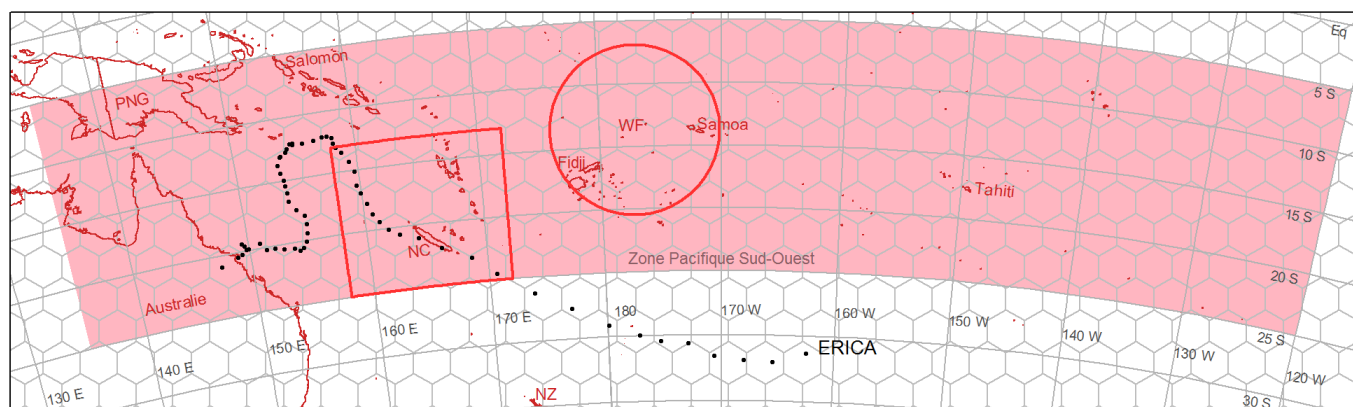 Eq
Salomon
5 S
PNG
WF
Samoa
10 S
Fidji
Tahiti
15 S
NC
Zone Pacifique Sud-Ouest
20 S
Australie
180
170 W
160 W
170 E
150 W
160 E
140 W
25 S
150 E
ERICA
130 W
140 E
120 W
130 E
NZ
30 S